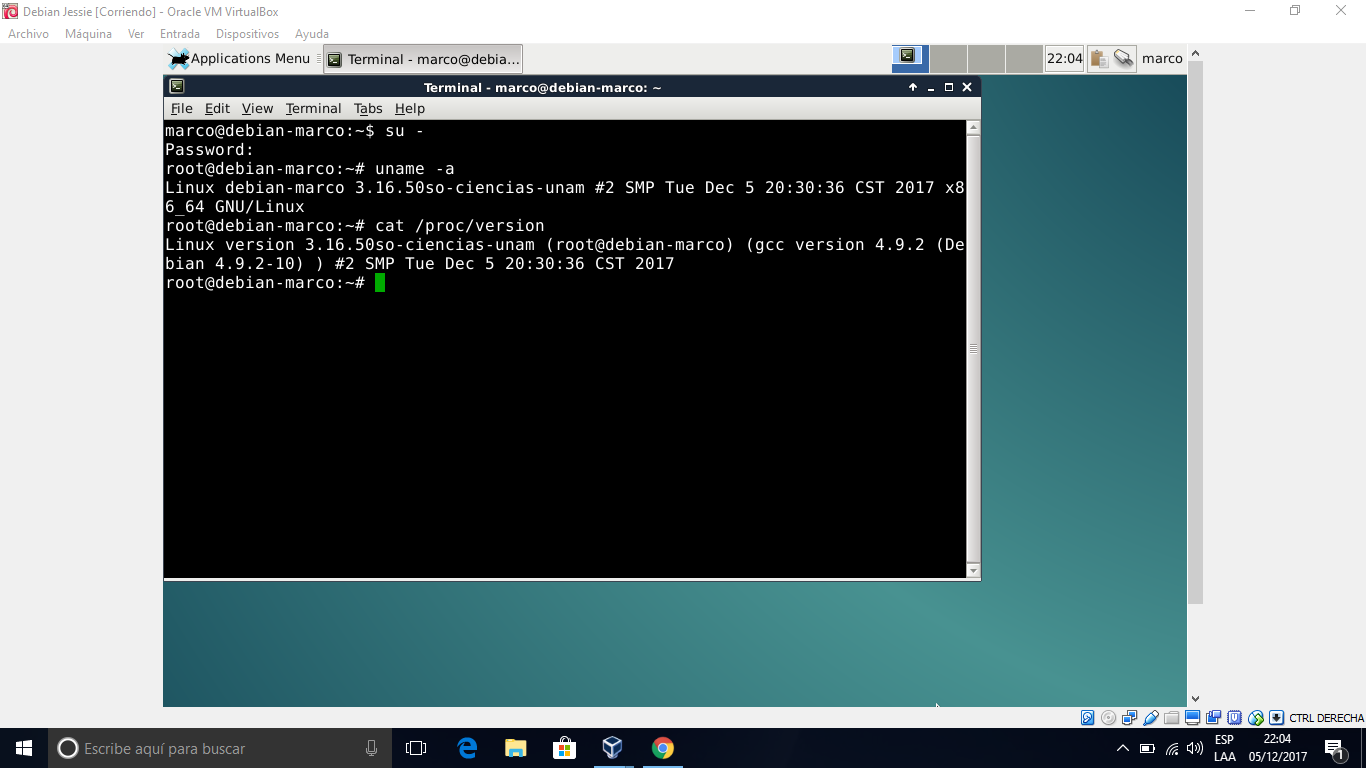 Debian Jessie [Corriendo] - Oracle VM VirtualBox
Archivo Máquina Ver Entrada Dispositivos Ayuda
Applications Menu Terminal - marco@debia... 22:04 marco
Terminal - marco@debian-marco: ~
File Edit View Terminal Tabs Help
marco@debian-marco:~$ su -
Password:
root@debian-marco:~# uname -a
Linux debian-marco 3.16.50so-ciencias-unam #2 SMP Tue Dec 5 20:30:36 CST 2017 x8
6_64 GNU/Linux
root@debian-marco:~# cat /proc/version
Linux version 3.16.50so-ciencias-unam (root@debian-marco) (gcc version 4.9.2 (De
bian 4.9.2-10) ) #2 SMP Tue Dec 5 20:30:36 CST 2017
root@debian-marco:~#
CTRL DERECHA
Escribe aquí para buscar
ESP 22:04
LAA 05/12/2017 1